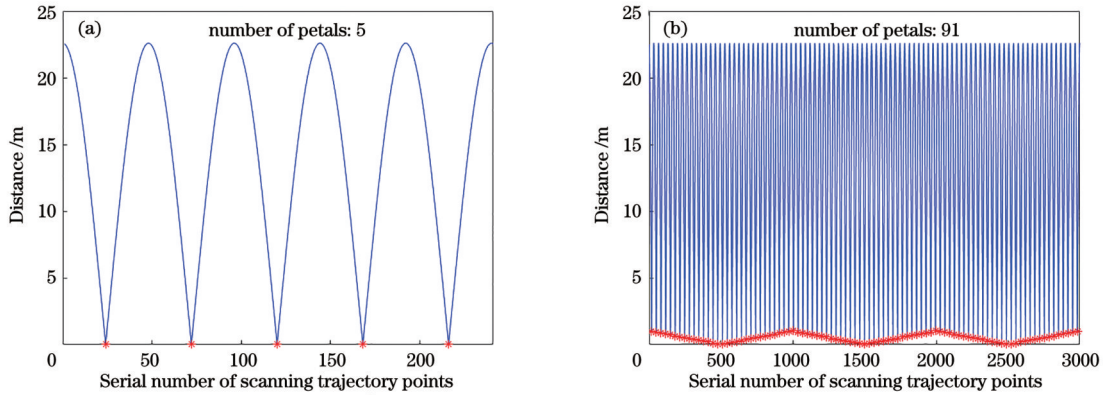 (a)
number of petals: 5
25
20
15
10
5
0
50
100
150
200
Distance /m
Serial number of scanning trajectory points
(b)
number of petals: 91
25
20
15
10
5
0
500
1000
1500
2000
2500
3000
Distance /m
Serial number of scanning trajectory points